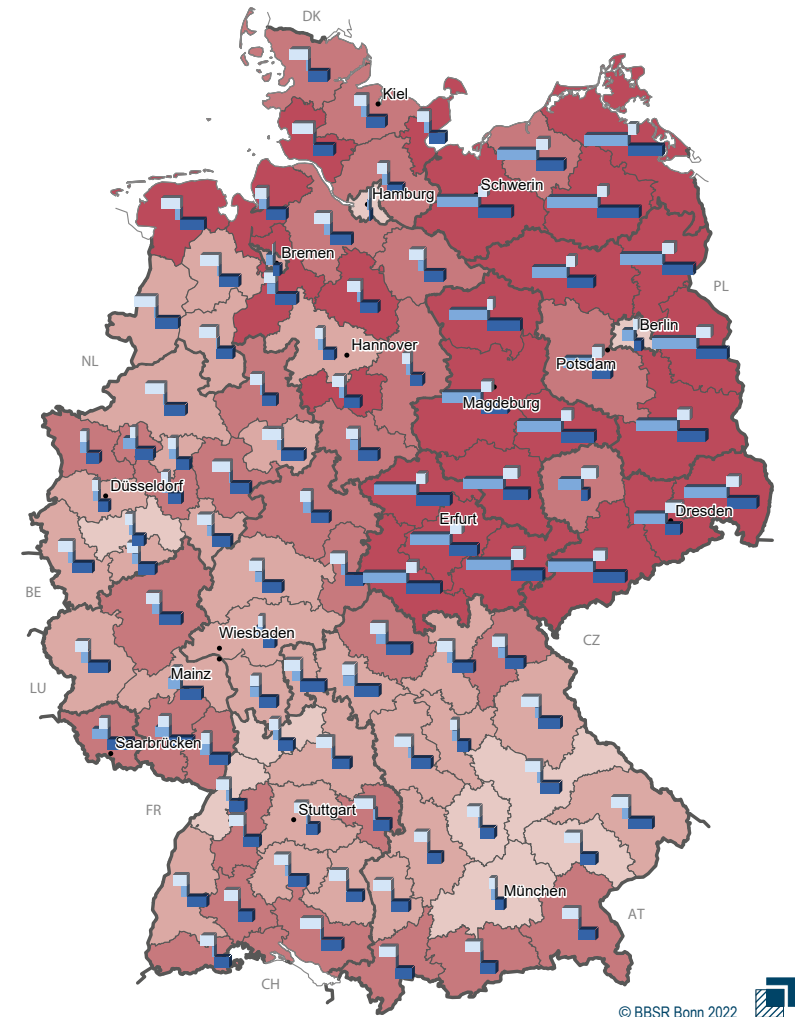 DK
Kiel
Schwerin
Hamburg
Bremen
PL
Berlin
Hannover
NL
Potsdam
Magdeburg
Düsseldorf
Dresden
Erfurt
BE
Wiesbaden
CZ
Mainz
LU
Saarbrücken
FR
Stuttgart
München
AT
CH
© BBSR Bonn 2022